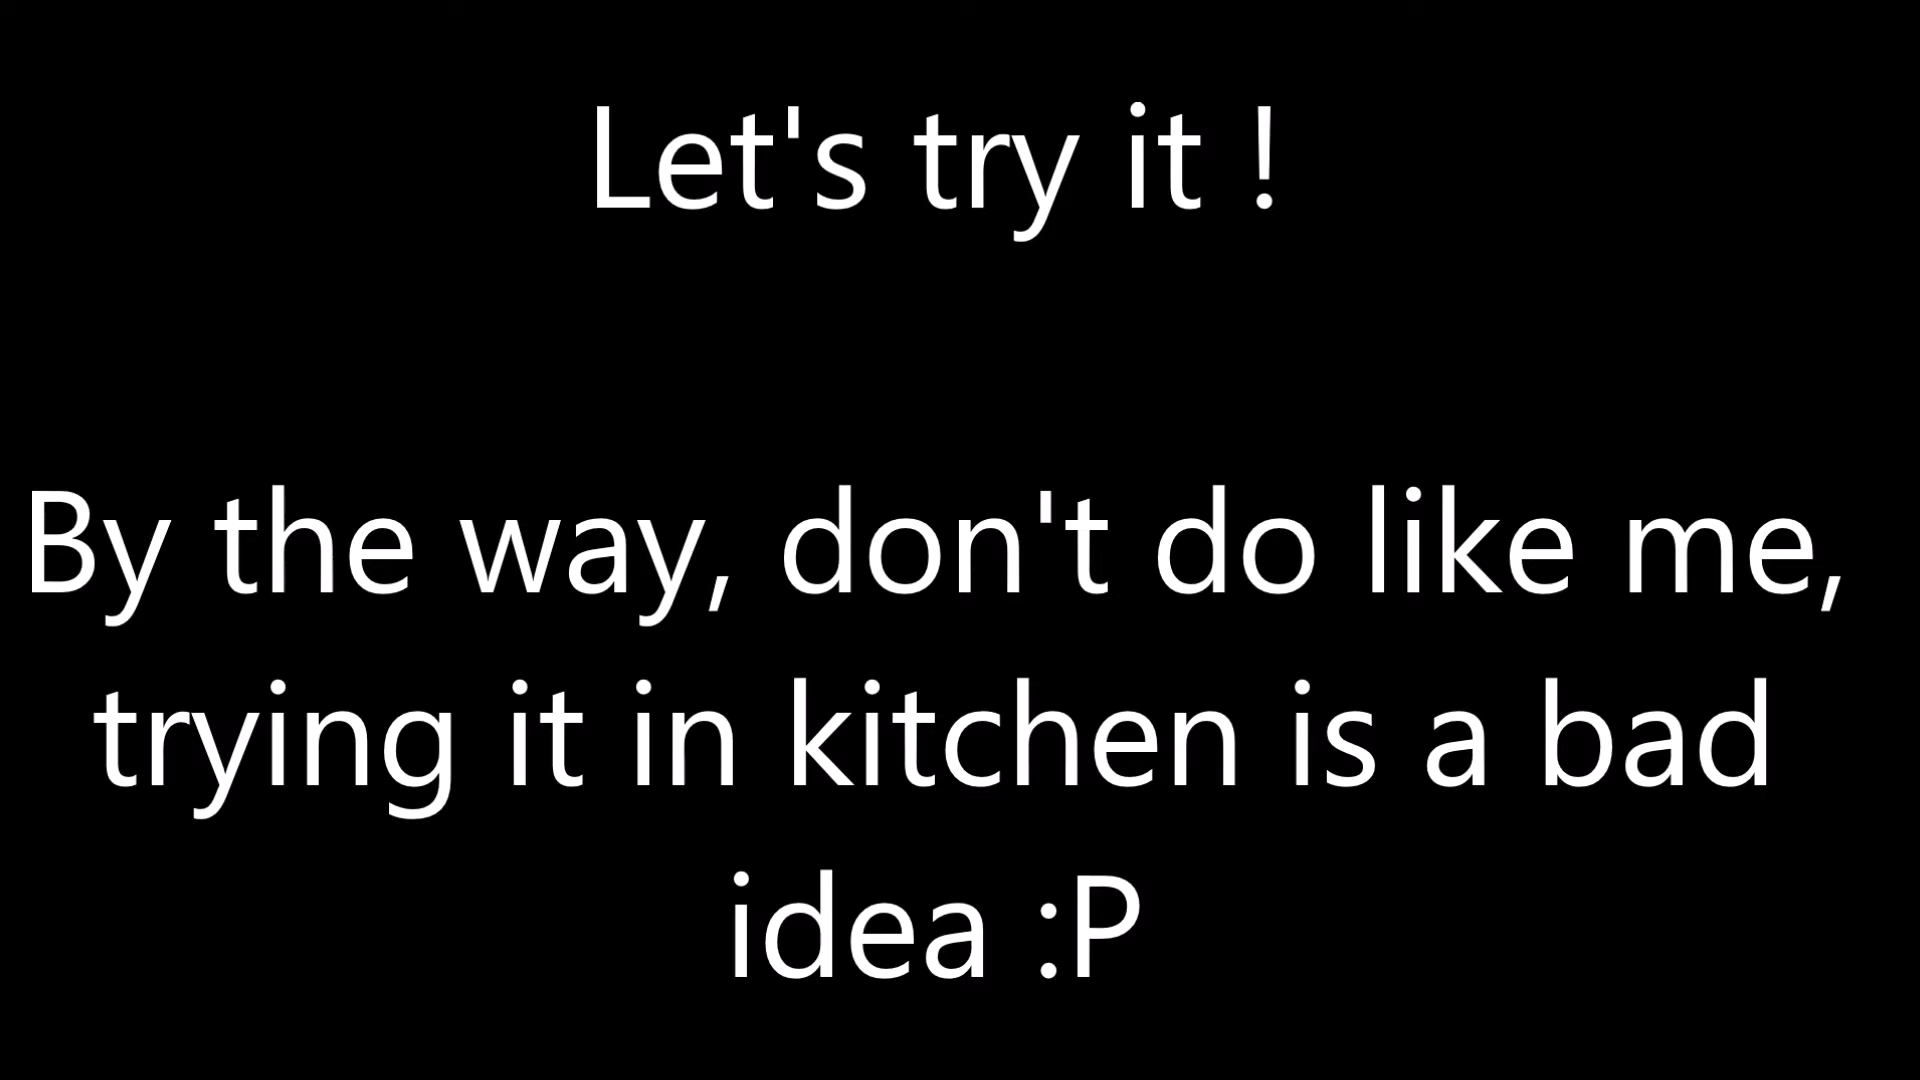 Let's try it !
By the way, don't do like me,
trying it in kitchen is a bad
idea :P